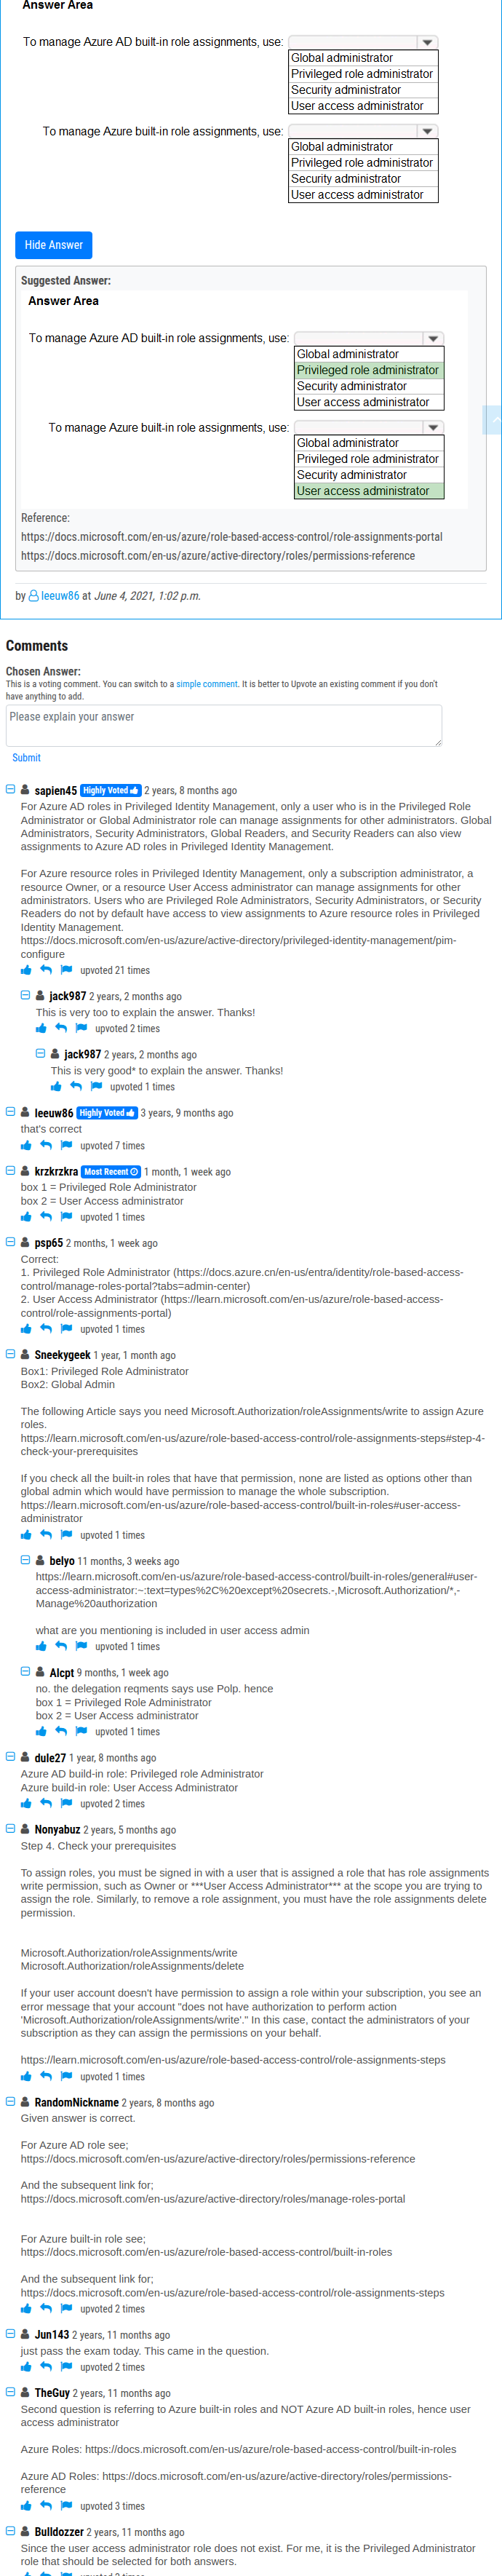 Answer Area
To manage Azure AD built-in role assignments, use:
Global administrator
Privileged role administrator
Security administrator
User access administrator
To manage Azure built-in role assignments, use:
Global administrator
Privileged role administrator
Security administrator
User access administrator
Hide Answer
Suggested Answer:
Answer Area
To manage Azure AD built-in role assignments, use:
Global administrator
Privileged role administrator
Security administrator
User access administrator
To manage Azure built-in role assignments, use:
Global administrator
Privileged role administrator
Security administrator
User access administrator
Reference:
https://docs.microsoft.com/en-us/azure/role-based-access-control/role-assignments-portal
https://docs.microsoft.com/en-us/azure/active-directory/roles/permissions-reference
by leeuw86 at June 4, 2021, 1:02 p.m.
Comments
Chosen Answer:
This is a voting comment. You can switch to a simple comment. It is better to Upvote an existing comment if you don't
have anything to add.
Please explain your answer
Submit
sapien45 Highly Voted 2 years, 8 months ago
For Azure AD roles in Privileged Identity Management, only a user who is in the Privileged Role
Administrator or Global Administrator role can manage assignments for other administrators. Global
Administrators, Security Administrators, Global Readers, and Security Readers can also view
assignments to Azure AD roles in Privileged Identity Management.
For Azure resource roles in Privileged Identity Management, only a subscription administrator, a
resource Owner, or a resource User Access administrator can manage assignments for other
administrators. Users who are Privileged Role Administrators, Security Administrators, or Security
Readers do not by default have access to view assignments to Azure resource roles in Privileged
Identity Management.
https://docs.microsoft.com/en-us/azure/active-directory/privileged-identity-management/pim-
configure
upvoted 21 times
jack987 2 years, 2 months ago
This is very too to explain the answer. Thanks!
upvoted 2 times
jack987 2 years, 2 months ago
This is very good* to explain the answer. Thanks!
upvoted 1 times
leeuw86 Highly Voted 3 years, 9 months ago
that's correct
upvoted 7 times
krzkrzkra Most Recent 1 month, 1 week ago
box 1 = Privileged Role Administrator
box 2 = User Access administrator
upvoted 1 times
psp65 2 months, 1 week ago
Correct:
1. Privileged Role Administrator (https://docs.azure.cn/en-us/entra/identity/role-based-access-
control/manage-roles-portal?tabs=admin-center)
2. User Access Administrator (https://learn.microsoft.com/en-us/azure/role-based-access-
control/role-assignments-portal)
upvoted 1 times
Sneekygeek 1 year, 1 month ago
Box1: Privileged Role Administrator
Box2: Global Admin
The following Article says you need Microsoft.Authorization/roleAssignments/write to assign Azure
roles.
https://learn.microsoft.com/en-us/azure/role-based-access-control/role-assignments-steps#step-4-
check-your-prerequisites
If you check all the built-in roles that have that permission, none are listed as options other than
global admin which would have permission to manage the whole subscription.
https://learn.microsoft.com/en-us/azure/role-based-access-control/built-in-roles#user-access-
administrator
upvoted 1 times
belyo 11 months, 3 weeks ago
https://learn.microsoft.com/en-us/azure/role-based-access-control/built-in-roles/general#user-
access-administrator:~:text=types%2C%20except%20secrets.-,Microsoft.Authorization/*,-
Manage%20authorization
what are you mentioning is included in user access admin
upvoted 1 times
Alcpt 9 months, 1 week ago
no. the delegation reqments says use Polp. hence
box 1 = Privileged Role Administrator
box 2 = User Access administrator
upvoted 1 times
dule27 1 year, 8 months ago
Azure AD build-in role: Privileged role Administrator
Azure build-in role: User Access Administrator
upvoted 2 times
Nonyabuz 2 years, 5 months ago
Step 4. Check your prerequisites
To assign roles, you must be signed in with a user that is assigned a role that has role assignments
write permission, such as Owner or ***User Access Administrator*** at the scope you are trying to
assign the role. Similarly, to remove a role assignment, you must have the role assignments delete
permission.
Microsoft.Authorization/roleAssignments/write
Microsoft.Authorization/roleAssignments/delete
If your user account doesn't have permission to assign a role within your subscription, you see an
error message that your account "does not have authorization to perform action
'Microsoft.Authorization/roleAssignments/write'." In this case, contact the administrators of your
subscription as they can assign the permissions on your behalf.
https://learn.microsoft.com/en-us/azure/role-based-access-control/role-assignments-steps
upvoted 1 times
RandomNickname 2 years, 8 months ago
Given answer is correct.
For Azure AD role see;
https://docs.microsoft.com/en-us/azure/active-directory/roles/permissions-reference
And the subsequent link for;
https://docs.microsoft.com/en-us/azure/active-directory/roles/manage-roles-portal
For Azure built-in role see;
https://docs.microsoft.com/en-us/azure/role-based-access-control/built-in-roles
And the subsequent link for;
https://docs.microsoft.com/en-us/azure/role-based-access-control/role-assignments-steps
upvoted 2 times
Jun143 2 years, 11 months ago
just pass the exam today. This came in the question.
upvoted 2 times
TheGuy 2 years, 11 months ago
Second question is referring to Azure built-in roles and NOT Azure AD built-in roles, hence user
access administrator
Azure Roles: https://docs.microsoft.com/en-us/azure/role-based-access-control/built-in-roles
Azure AD Roles: https://docs.microsoft.com/en-us/azure/active-directory/roles/permissions-
reference
upvoted 3 times
Bulldozzer 2 years, 11 months ago
Since the user access administrator role does not exist. For me, it is the Privileged Administrator
role that should be selected for both answers.